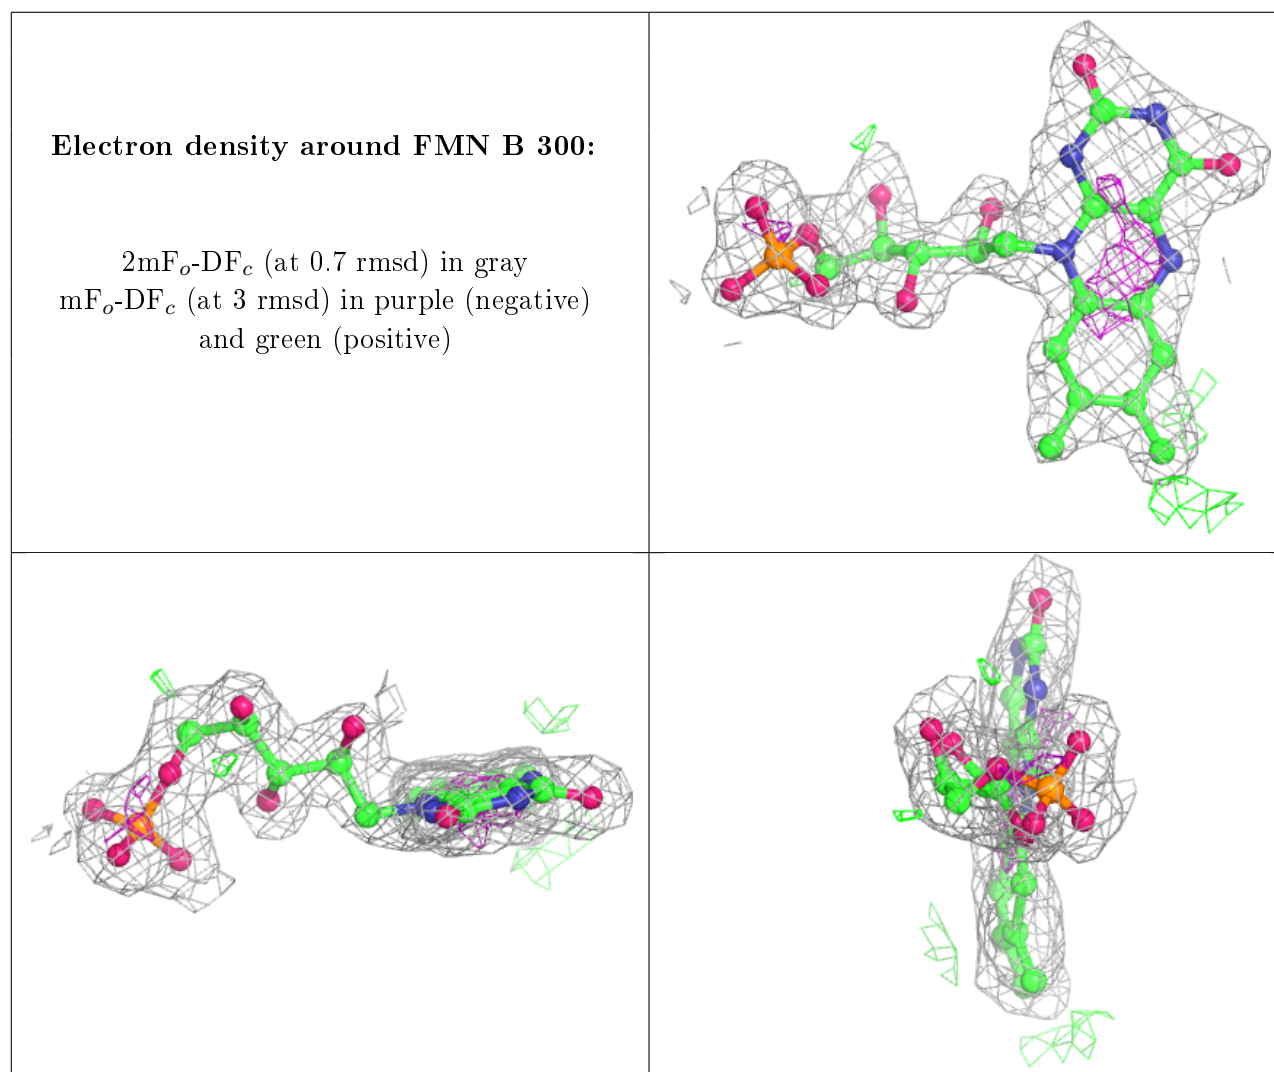 Electron density around FMN B 300:
2mFₒ-DF𝒸 (at 0.7 rmsd) in gray
mFₒ-DF𝒸 (at 3 rmsd) in purple (negative)
and green (positive)